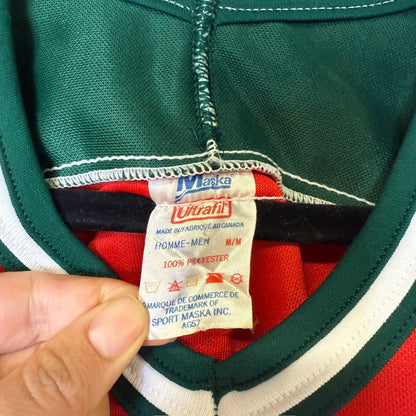 Maska
Ultrafil
MADE IN/FABRIQUÉ AU CANADA
HOMME-MEN M/M
100% POLYESTER
MARQUE DE COMMERCE DE
TRADEMARK OF
SPORT MASKA INC.
A657